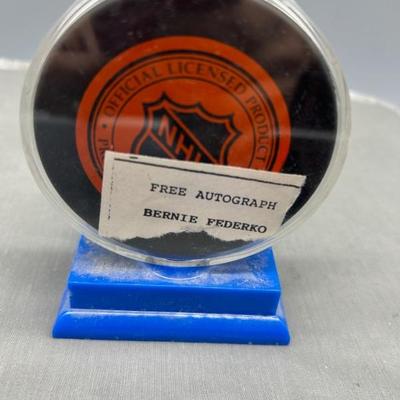 OFFICIAL LICENSED PRODUCT
NHL
FREE AUTOGRAPH
BERNIE FEDERKO